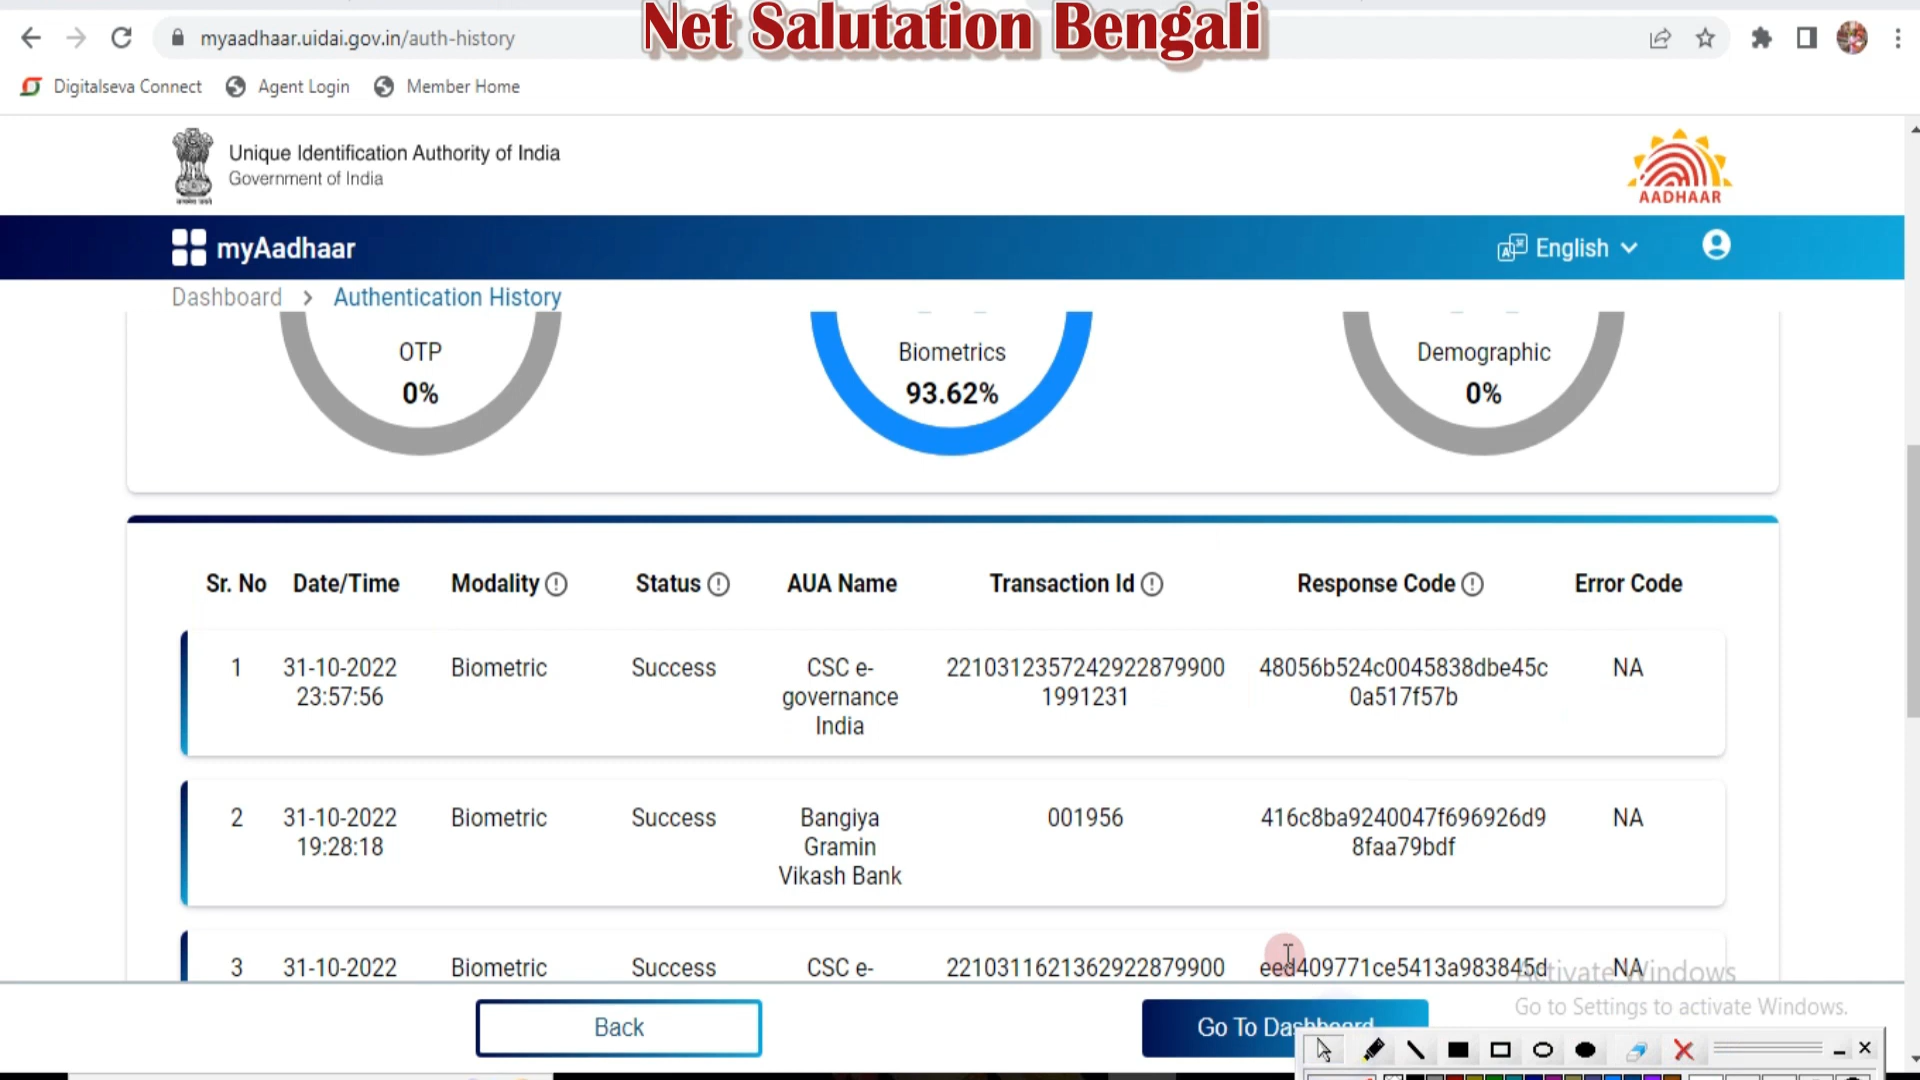 Net Salutation Bengali
myaadhaar.uidai.gov.in/auth-history
Digitalseva Connect Agent Login Member Home
Unique Identification Authority of India
Government of India
AADHAAR
myAadhaar English
Dashboard > Authentication History
OTP Biometrics Demographic
0% 93.62% 0%
Sr. No Date/Time Modality Status AUA Name Transaction Id Response Code Error Code
1 31-10-2022 Biometric Success CSC e- 2210312357242922879900 48056b524c0045838dbe45c NA
23:57:56 governance 1991231 0a517f57b
India
2 31-10-2022 Biometric Success Bangiya 001956 416c8ba9240047f696926d9 NA
19:28:18 Gramin 8faa79bdf
Vikash Bank
3 31-10-2022 Biometric Success CSC e- 2210311621362922879900 eed409771ce5413a983845d NA
Activate Windows
Go to Settings to activate Windows.
Back Go To Dashboard